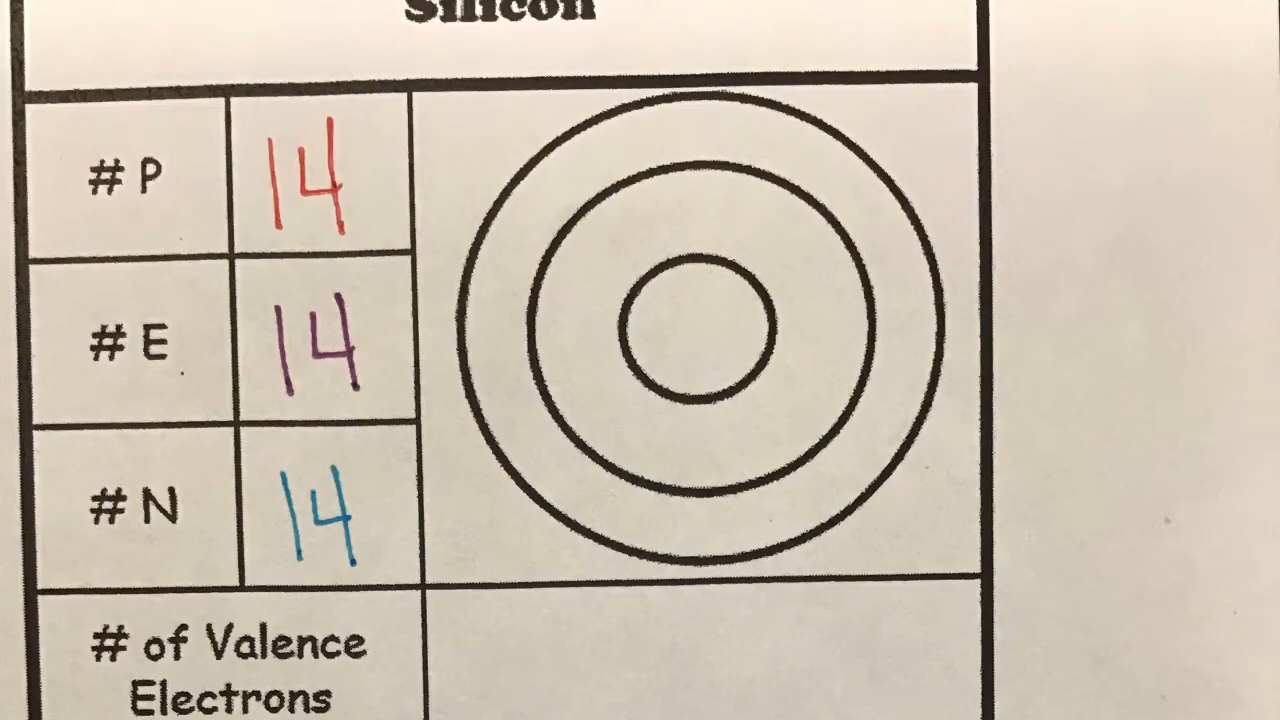 Silicon
# P 14
# E 14
# N 14
# of Valence
Electrons